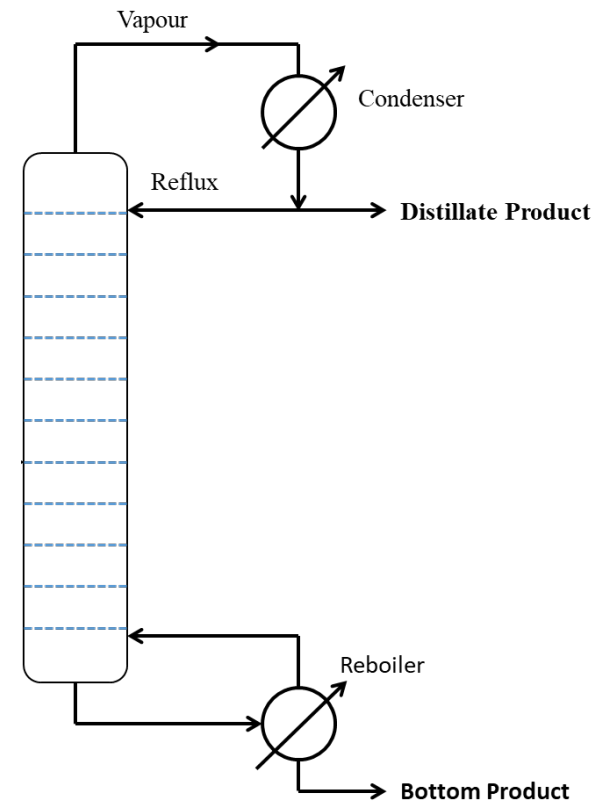 Vapour
Condenser
Reflux
Distillate Product
Reboiler
Bottom Product